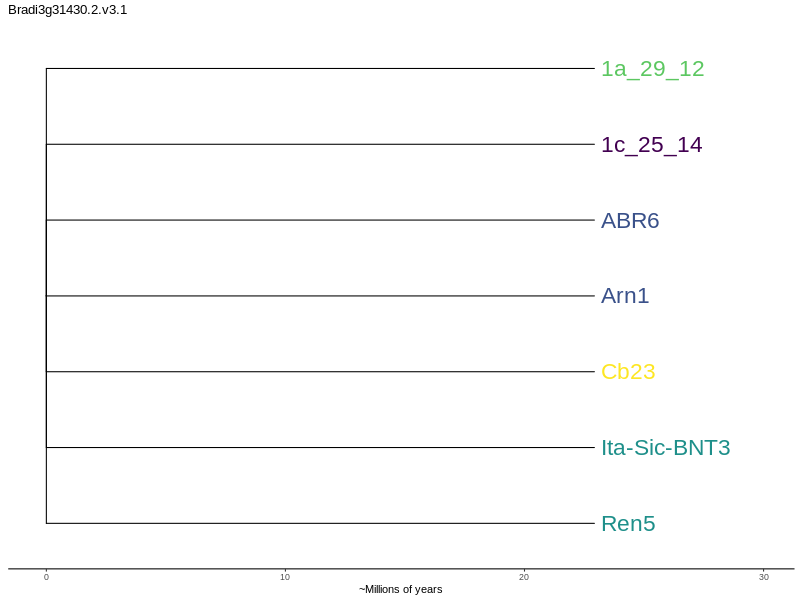 Bradi3g31430.2.v3.1
1a_29_12
1c_25_14
ABR6
Arn1
Cb23
Ita-Sic-BNT3
Ren5
0 10 20 30
~Millions of years